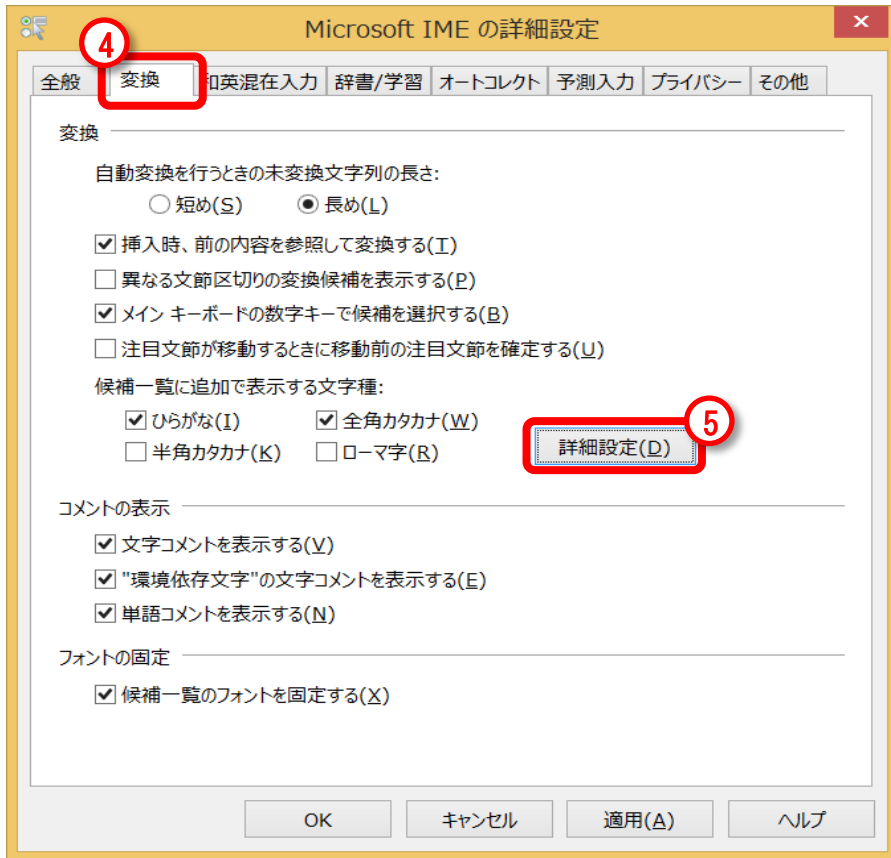 Microsoft IME の詳細設定
④
全般 変換 和英混在入力 辞書/学習 オートコレクト 予測入力 プライバシー その他
変換
自動変換を行うときの未変換文字列の長さ:
短め(S) 長め(L)
挿入時、前の内容を参照して変換する(T)
異なる文節区切りの変換候補を表示する(P)
メイン キーボードの数字キーで候補を選択する(B)
注目文節が移動するときに移動前の注目文節を確定する(U)
候補一覧に追加で表示する文字種:
ひらがな(I) 全角カタカナ(W)
⑤
半角カタカナ(K) ローマ字(R) 詳細設定(D)
コメントの表示
文字コメントを表示する(V)
"環境依存文字"の文字コメントを表示する(E)
単語コメントを表示する(N)
フォントの固定
候補一覧のフォントを固定する(X)
OK キャンセル 適用(A) ヘルプ